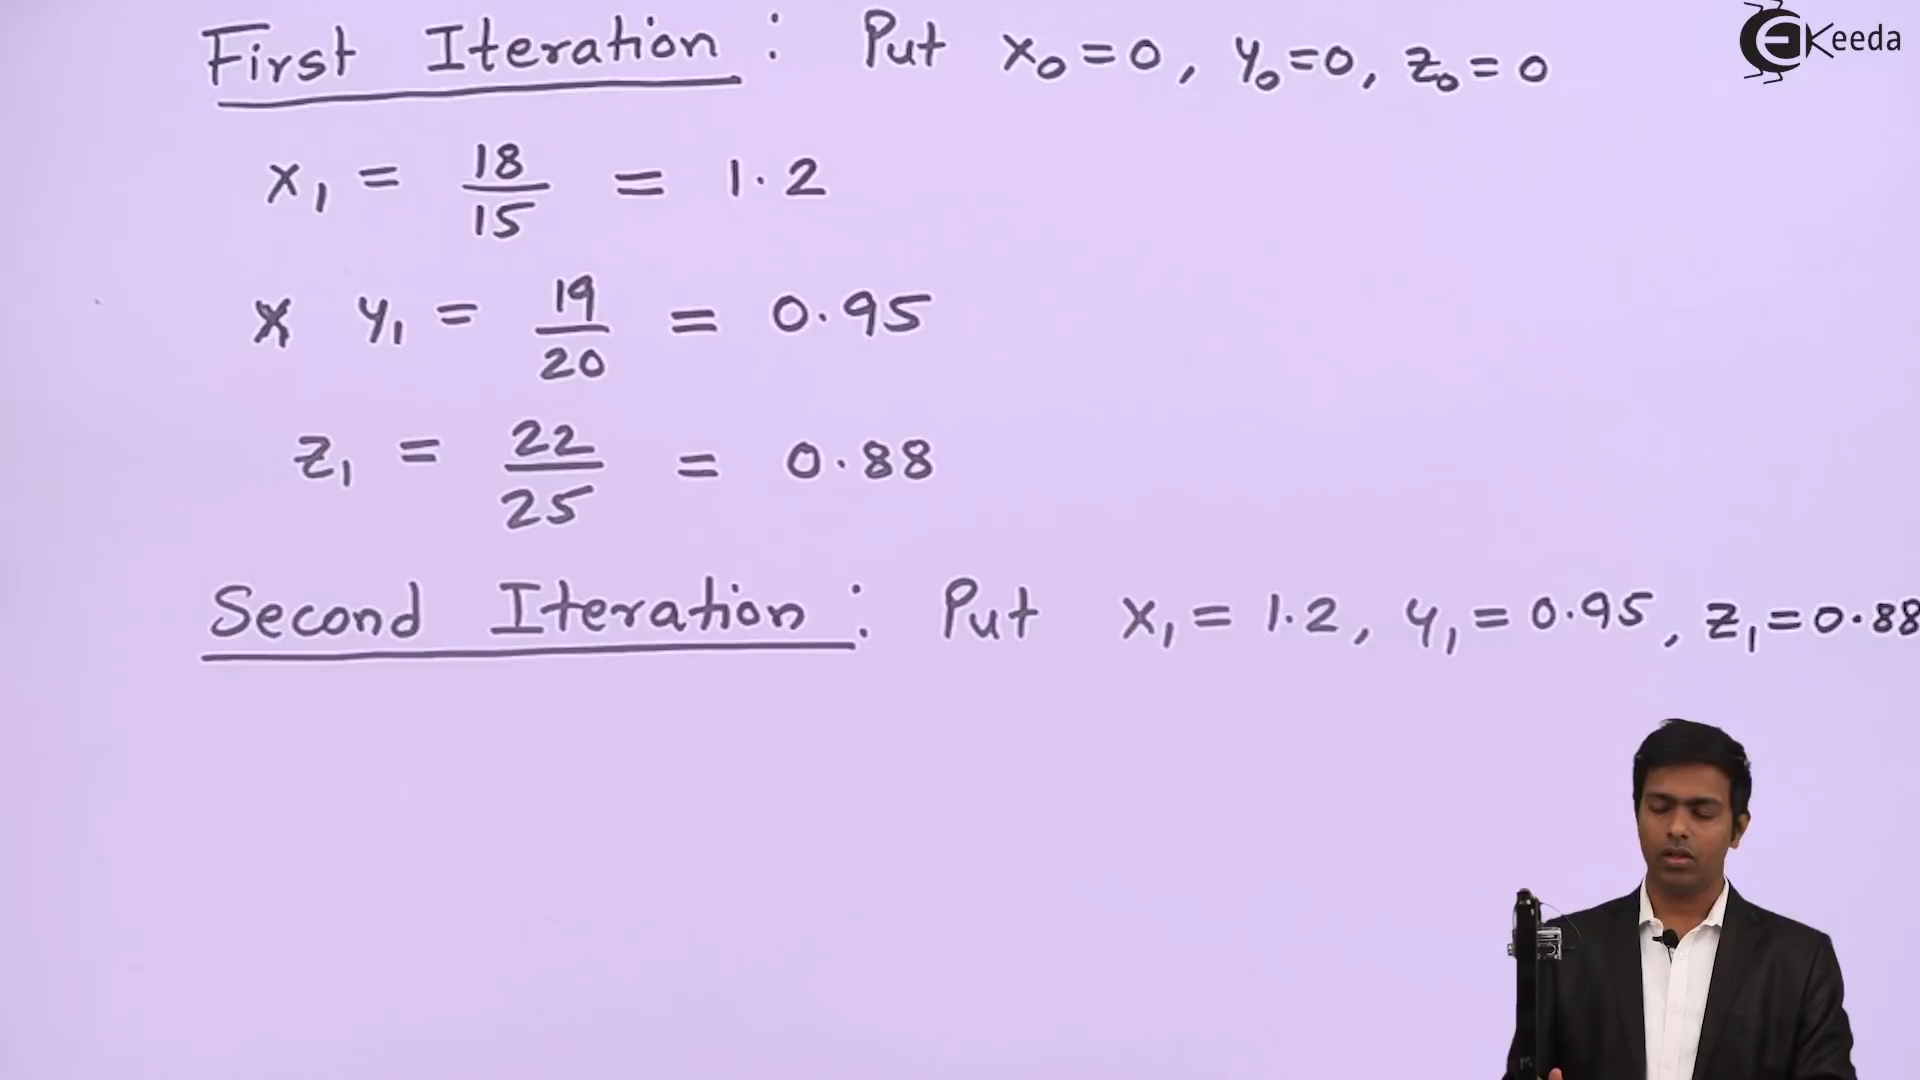 First Iteration : Put x₀ = 0, y₀ = 0, z₀ = 0
EKeeda
x₁ = 18/15 = 1.2
x y₁ = 19/20 = 0.95
z₁ = 22/25 = 0.88
Second Iteration : Put x₁ = 1.2, y₁ = 0.95, z₁ = 0.88